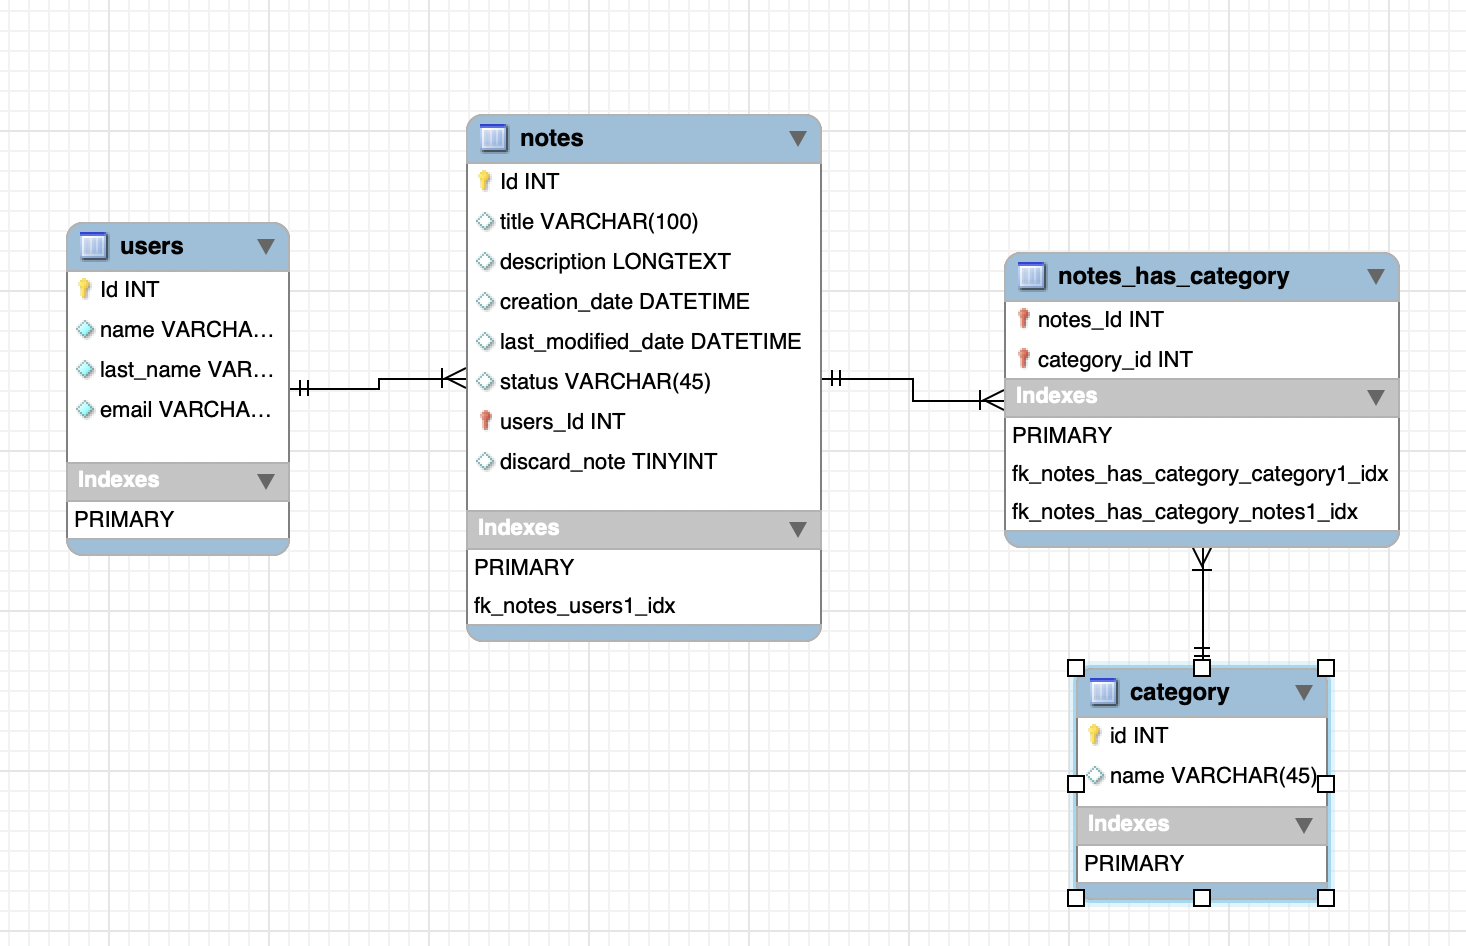 users
Id INT
name VARCHA...
last_name VAR...
email VARCHA...
Indexes
PRIMARY
notes
Id INT
title VARCHAR(100)
description LONGTEXT
creation_date DATETIME
last_modified_date DATETIME
status VARCHAR(45)
users_Id INT
discard_note TINYINT
Indexes
PRIMARY
fk_notes_users1_idx
notes_has_category
notes_Id INT
category_id INT
Indexes
PRIMARY
fk_notes_has_category_category1_idx
fk_notes_has_category_notes1_idx
category
id INT
name VARCHAR(45)
Indexes
PRIMARY